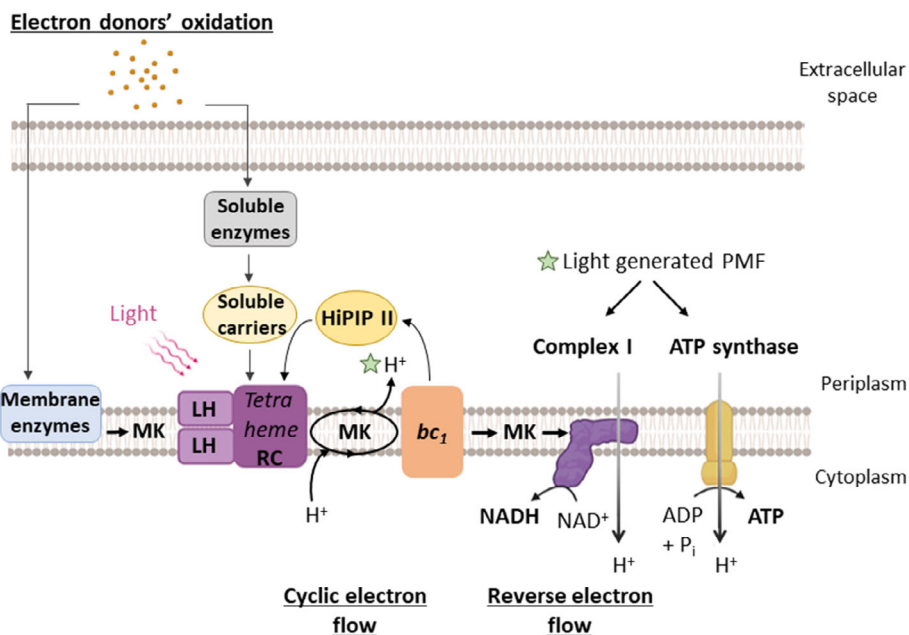 Electron donors' oxidation
Extracellular
space
Soluble
enzymes
Light generated PMF
Soluble
carriers
HiPIP II
Light
H⁺
Complex I
ATP synthase
Periplasm
Membrane
enzymes
MK
LH
LH
Tetra
heme
RC
MK
bc₁
MK
Cytoplasm
H⁺
NADH
NAD⁺
ADP
+ Pᵢ
ATP
H⁺
H⁺
Cyclic electron
flow
Reverse electron
flow